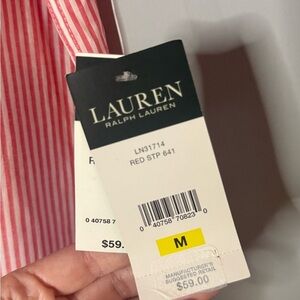 LAUREN
RALPH LAUREN
LN31714
RED STP 641
0 40758 70823 0
M
MANUFACTURER'S
SUGGESTED RETAIL
$59.00
0 40758 7
$59.